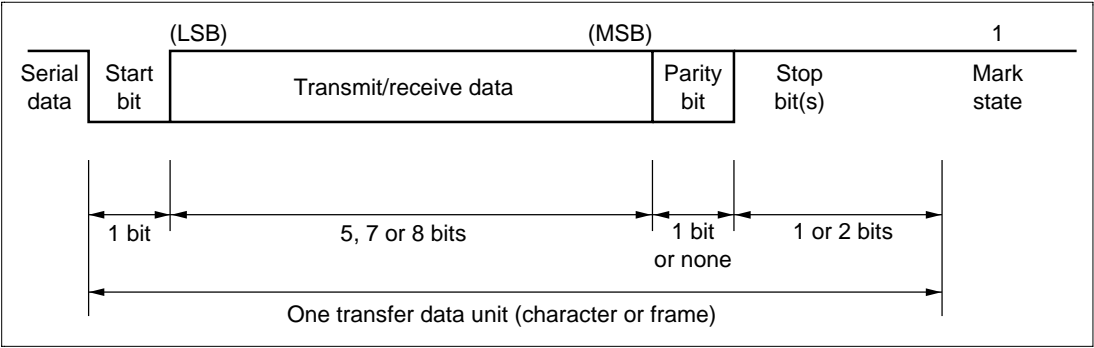 (LSB) (MSB) 1
Serial Start Transmit/receive data Parity Stop Mark
data bit bit bit(s) state
1 bit 5, 7 or 8 bits 1 bit 1 or 2 bits
or none
One transfer data unit (character or frame)